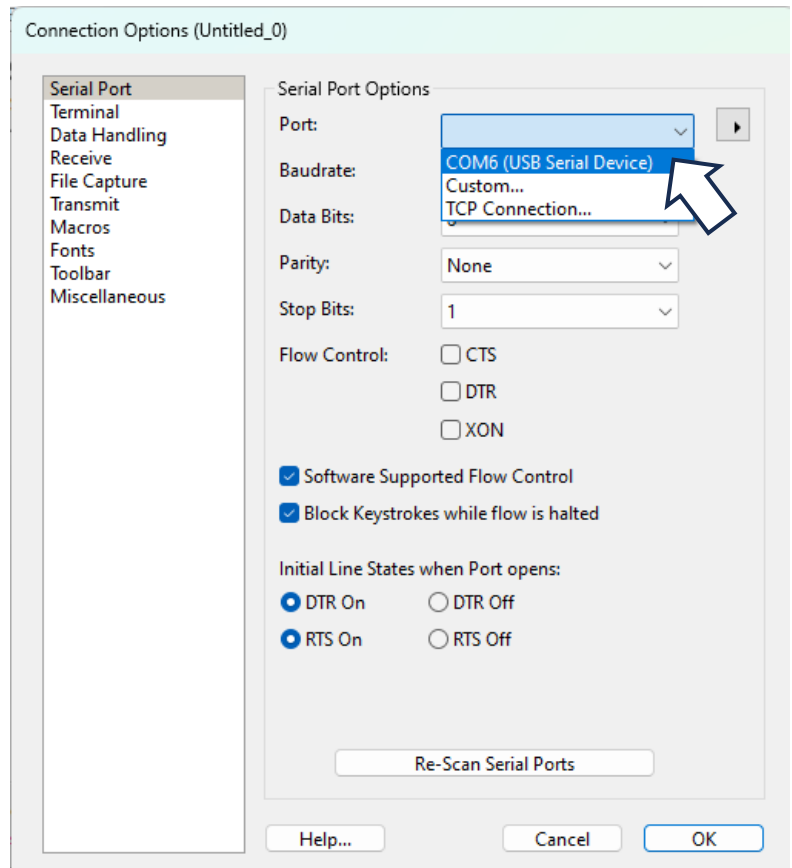 Connection Options (Untitled_0)
Serial Port
Terminal
Data Handling
Receive
File Capture
Transmit
Macros
Fonts
Toolbar
Miscellaneous
Serial Port Options
Port:
COM6 (USB Serial Device)
Custom...
TCP Connection...
Baudrate:
Data Bits:
Parity: None
Stop Bits: 1
Flow Control: CTS
DTR
XON
Software Supported Flow Control
Block Keystrokes while flow is halted
Initial Line States when Port opens:
DTR On DTR Off
RTS On RTS Off
Re-Scan Serial Ports
Help... Cancel OK